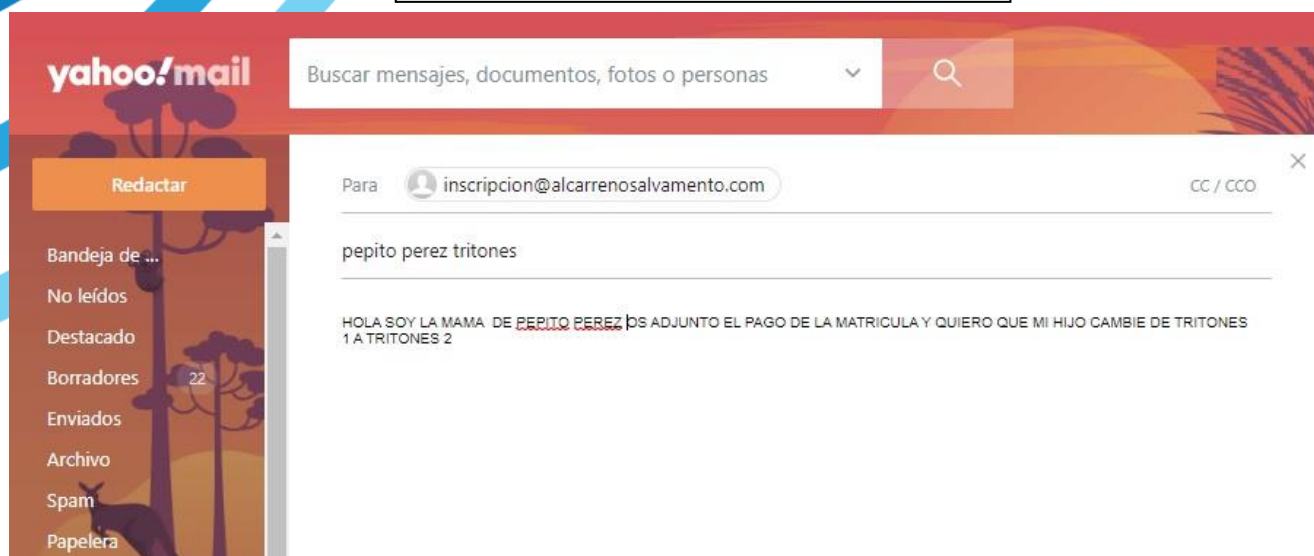 yahoo!mail
Buscar mensajes, documentos, fotos o personas
Redactar
Para inscripcion@alcarrenosalvamento.com CC / CCO
pepito perez tritones
Bandeja de ...
No leídos
Destacado
Borradores 22
Enviados
Archivo
Spam
Papelera
HOLA SOY LA MAMA DE PEPITO PEREZ OS ADJUNTO EL PAGO DE LA MATRICULA Y QUIERO QUE MI HIJO CAMBIE DE TRITONES
1 A TRITONES 2